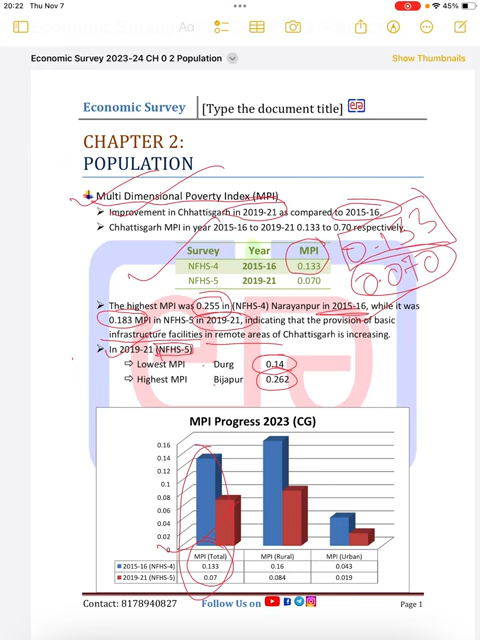 20:22 Thu Nov 7
45%
Aa
Economic Survey 2023-24 CH 0 2 Population
Show Thumbnails
Economic Survey [Type the document title]
CHAPTER 2:
POPULATION
Multi Dimensional Poverty Index (MPI)
Improvement in Chhattisgarh in 2019-21 as compared to 2015-16.
Chhattisgarh MPI in year 2015-16 to 2019-21 0.133 to 0.70 respectively.
0.133
0.070
Survey Year MPI
NFHS-4 2015-16 0.133
NFHS-5 2019-21 0.070
The highest MPI was 0.255 in (NFHS-4) Narayanpur in 2015-16, while it was
0.183 MPI in NFHS-5 in 2019-21, indicating that the provision of basic
infrastructure facilities in remote areas of Chhattisgarh is increasing.
In 2019-21 (NFHS-5)
Lowest MPI Durg 0.14
Highest MPI Bijapur 0.262
MPI Progress 2023 (CG)
0.16
0.14
0.12
0.1
0.08
0.06
0.04
0.02
0
MPI (Total) MPI (Rural) MPI (Urban)
2015-16 (NFHS-4) 0.133 0.16 0.043
2019-21 (NFHS-5) 0.07 0.084 0.019
Contact: 8178940827 Follow Us on Page 1